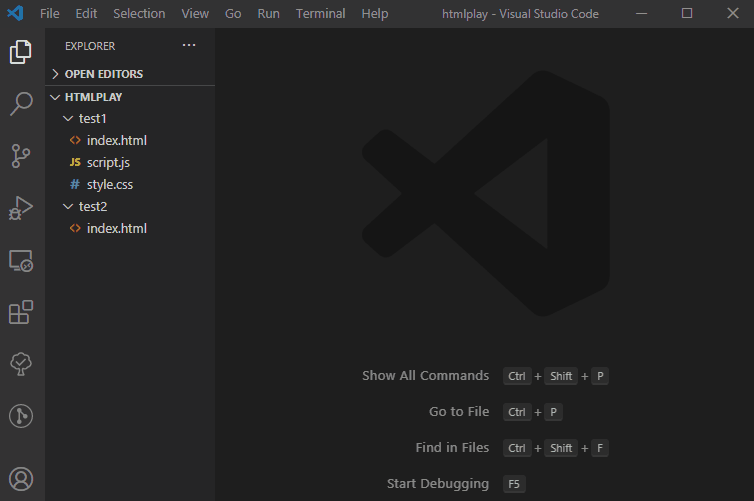 File Edit Selection View Go Run Terminal Help htmlplay - Visual Studio Code
EXPLORER ···
OPEN EDITORS
HTMLPLAY
test1
<> index.html
JS script.js
# style.css
test2
<> index.html
Show All Commands Ctrl + Shift + P
Go to File Ctrl + P
Find in Files Ctrl + Shift + F
Start Debugging F5